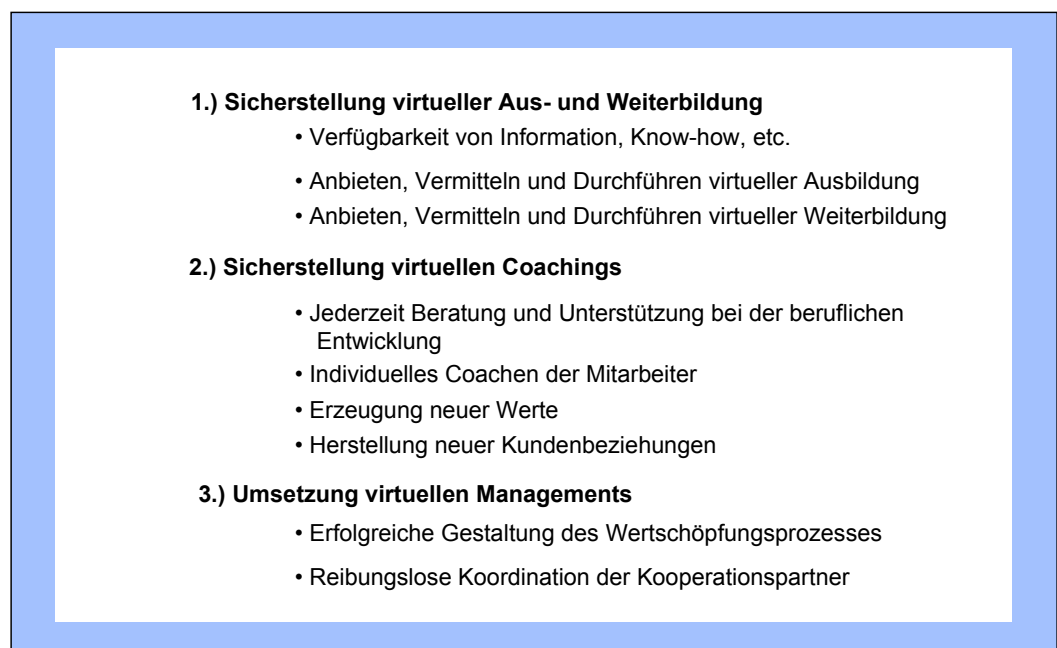 1.) Sicherstellung virtueller Aus- und Weiterbildung
• Verfügbarkeit von Information, Know-how, etc.
• Anbieten, Vermitteln und Durchführen virtueller Ausbildung
• Anbieten, Vermitteln und Durchführen virtueller Weiterbildung
2.) Sicherstellung virtuellen Coachings
• Jederzeit Beratung und Unterstützung bei der beruflichen
Entwicklung
• Individuelles Coachen der Mitarbeiter
• Erzeugung neuer Werte
• Herstellung neuer Kundenbeziehungen
3.) Umsetzung virtuellen Managements
• Erfolgreiche Gestaltung des Wertschöpfungsprozesses
• Reibungslose Koordination der Kooperationspartner